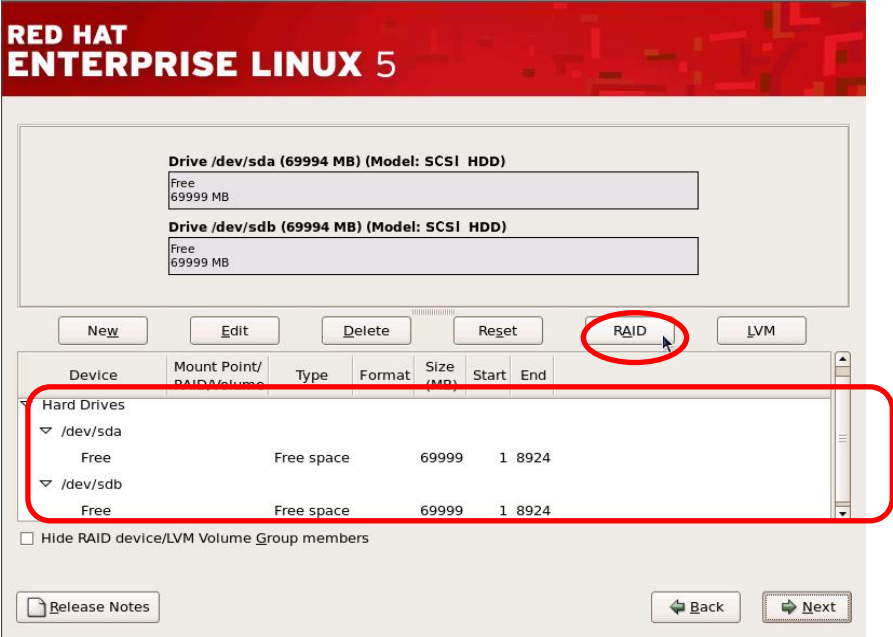 RED HAT
ENTERPRISE LINUX 5
Drive /dev/sda (69994 MB) (Model: SCSI HDD)
Free
69999 MB
Drive /dev/sdb (69994 MB) (Model: SCSI HDD)
Free
69999 MB
New Edit Delete Reset RAID LVM
Device Mount Point/ RAID/Volume Type Format Size (MB) Start End
Hard Drives
/dev/sda
Free Free space 69999 1 8924
/dev/sdb
Free Free space 69999 1 8924
Hide RAID device/LVM Volume Group members
Release Notes Back Next